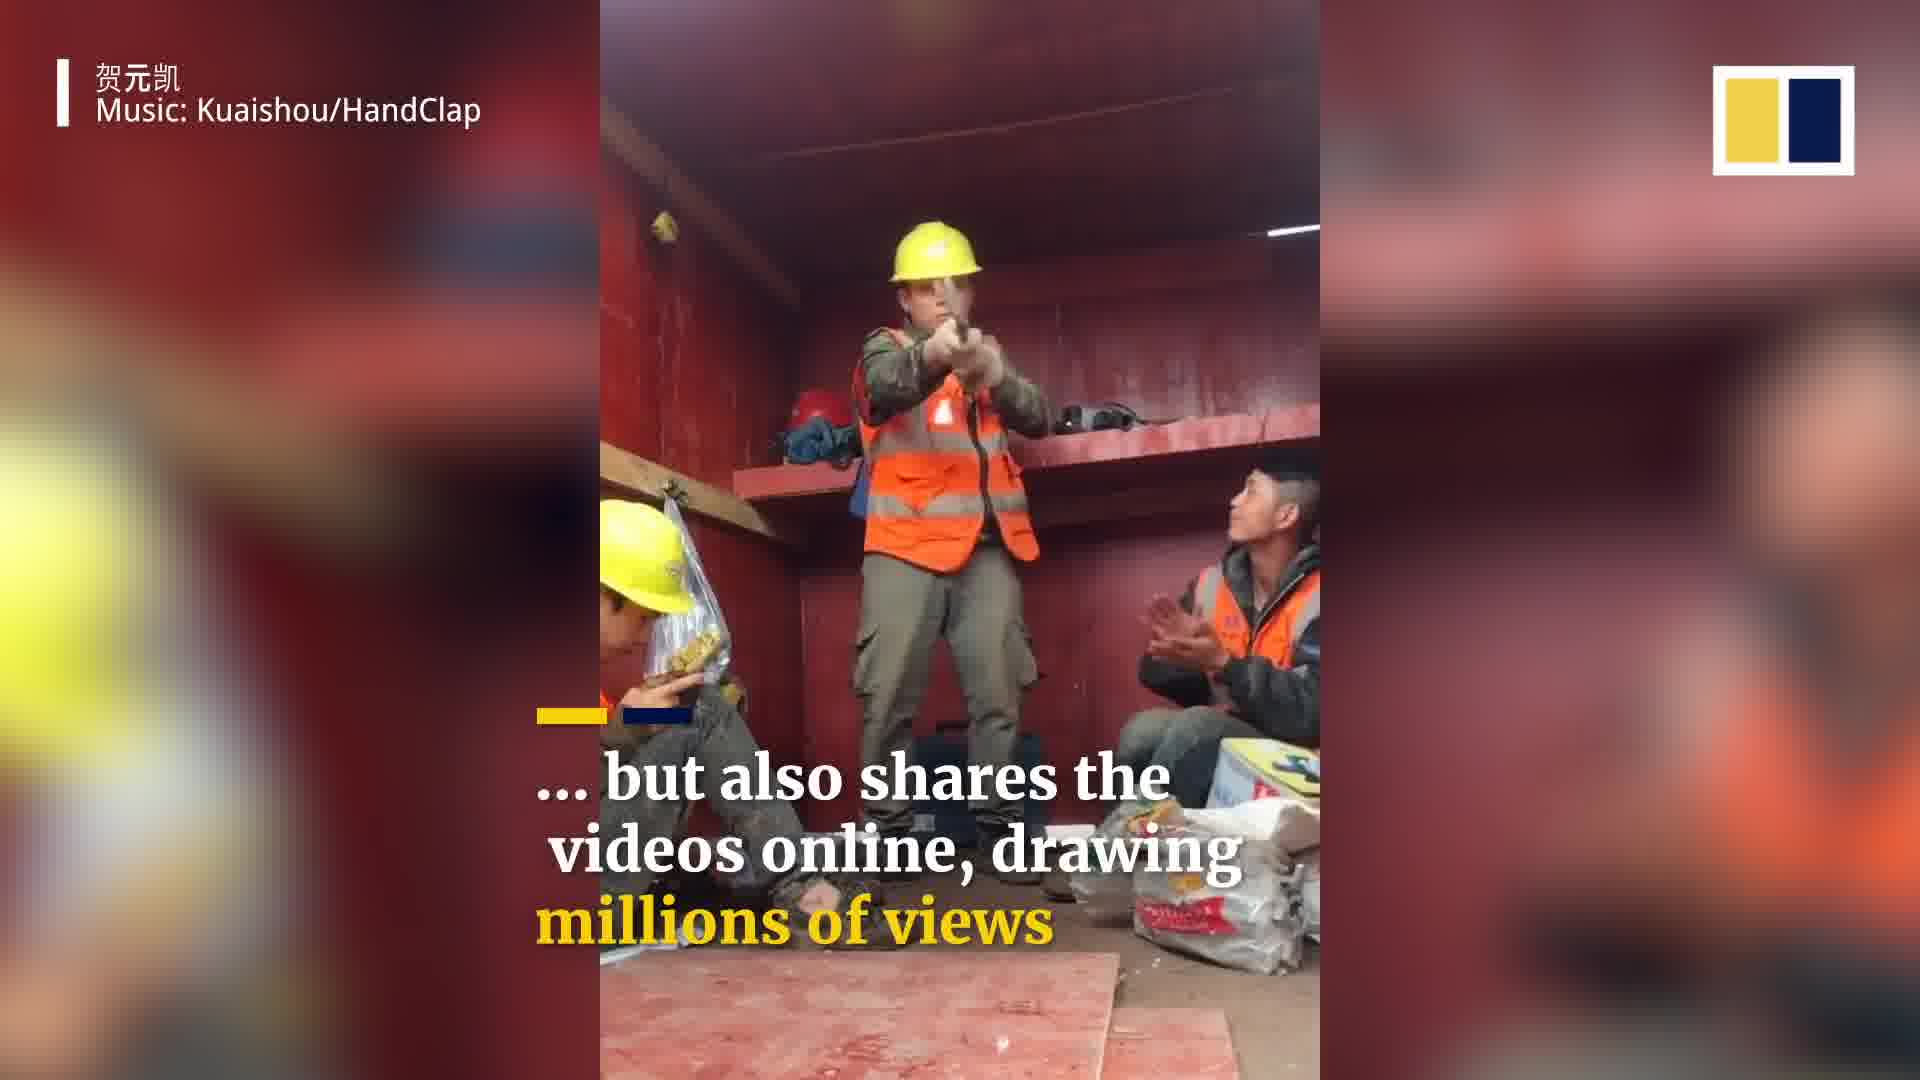 贺元凯
Music: Kuaishou/HandClap
... but also shares the
videos online, drawing
millions of views